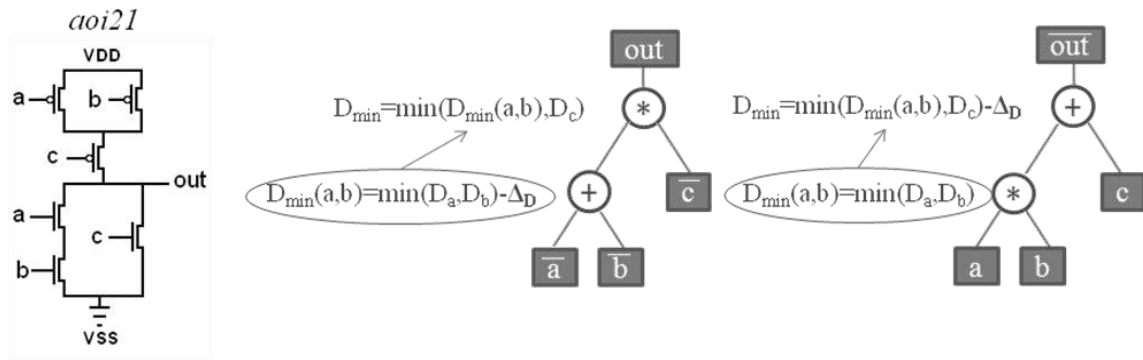 aoi21
VDD
a
b
c
out
a
c
b
VSS
out
D_min=min(D_min(a,b),D_c)
*
D_min(a,b)=min(D_a,D_b)-Δ_D
+
c̅
a̅
b̅
o̅u̅t̅
D_min=min(D_min(a,b),D_c)-Δ_D
+
D_min(a,b)=min(D_a,D_b)
*
c
a
b